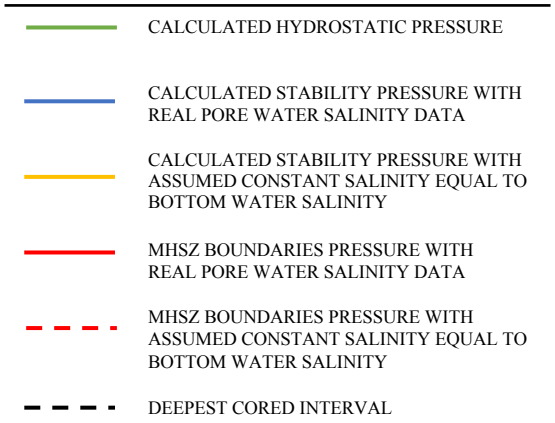 CALCULATED HYDROSTATIC PRESSURE
CALCULATED STABILITY PRESSURE WITH
REAL PORE WATER SALINITY DATA
CALCULATED STABILITY PRESSURE WITH
ASSUMED CONSTANT SALINITY EQUAL TO
BOTTOM WATER SALINITY
MHSZ BOUNDARIES PRESSURE WITH
REAL PORE WATER SALINITY DATA
MHSZ BOUNDARIES PRESSURE WITH
ASSUMED CONSTANT SALINITY EQUAL TO
BOTTOM WATER SALINITY
DEEPEST CORED INTERVAL